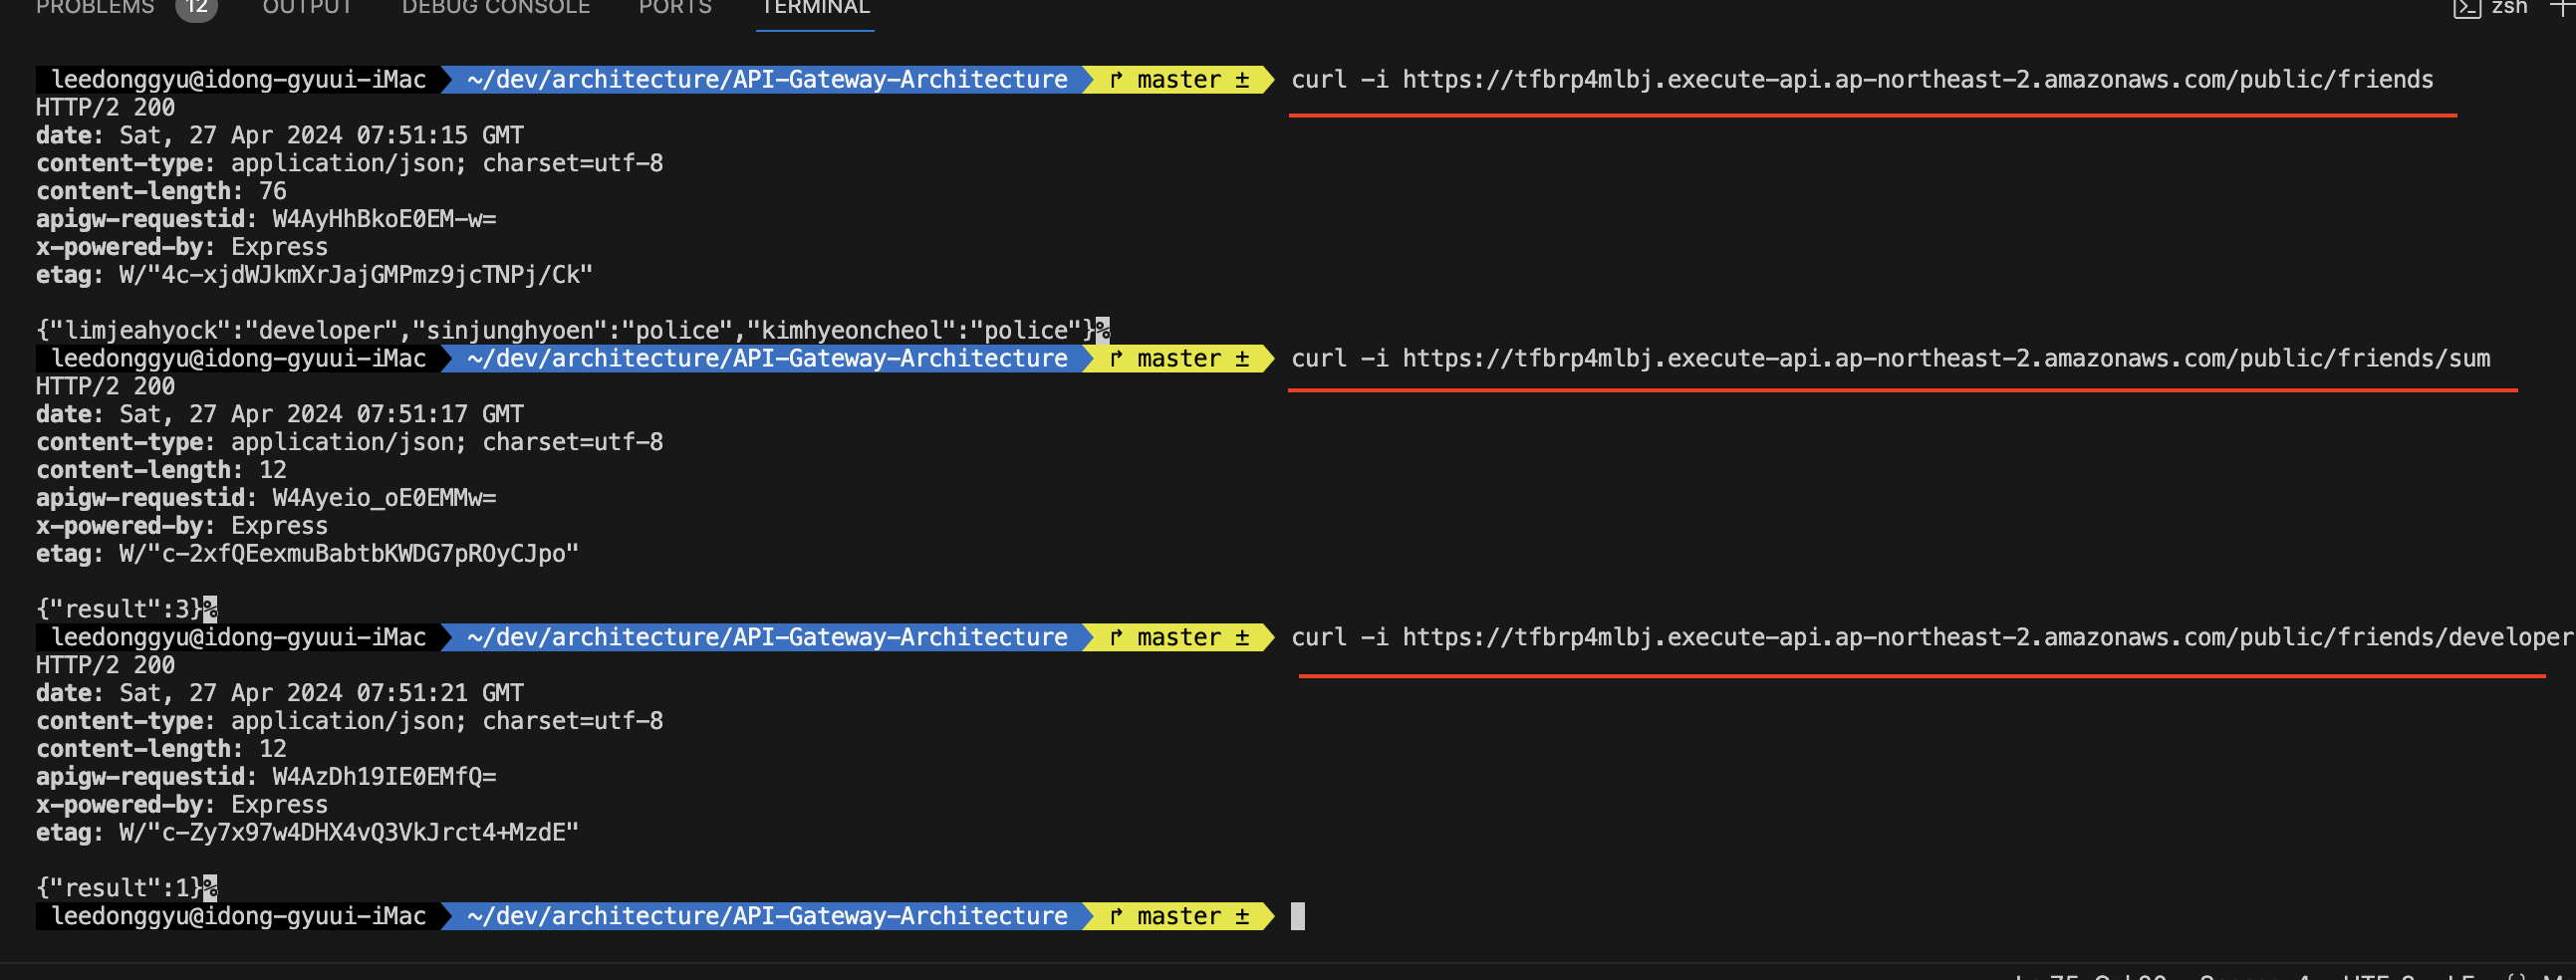 PROBLEMS 12 OUTPUT DEBUG CONSOLE PORTS TERMINAL zsh
leedonggyu@idong-gyuui-iMac ~/dev/architecture/API-Gateway-Architecture ↱ master ± curl -i https://tfbrp4mlbj.execute-api.ap-northeast-2.amazonaws.com/public/friends
HTTP/2 200
date: Sat, 27 Apr 2024 07:51:15 GMT
content-type: application/json; charset=utf-8
content-length: 76
apigw-requestid: W4AyHhBkoE0EM-w=
x-powered-by: Express
etag: W/"4c-xjdWJkmXrJajGMPmz9jcTNPj/Ck"
{"limjeahyock":"developer","sinjunghyoen":"police","kimhyeoncheol":"police"}%
leedonggyu@idong-gyuui-iMac ~/dev/architecture/API-Gateway-Architecture ↱ master ± curl -i https://tfbrp4mlbj.execute-api.ap-northeast-2.amazonaws.com/public/friends/sum
HTTP/2 200
date: Sat, 27 Apr 2024 07:51:17 GMT
content-type: application/json; charset=utf-8
content-length: 12
apigw-requestid: W4Ayeio_oE0EMMw=
x-powered-by: Express
etag: W/"c-2xfQEexmuBabtbKWDG7pROyCJpo"
{"result":3}%
leedonggyu@idong-gyuui-iMac ~/dev/architecture/API-Gateway-Architecture ↱ master ± curl -i https://tfbrp4mlbj.execute-api.ap-northeast-2.amazonaws.com/public/friends/developer
HTTP/2 200
date: Sat, 27 Apr 2024 07:51:21 GMT
content-type: application/json; charset=utf-8
content-length: 12
apigw-requestid: W4AzDh19IE0EMfQ=
x-powered-by: Express
etag: W/"c-Zy7x97w4DHX4vQ3VkJrct4+MzdE"
{"result":1}%
leedonggyu@idong-gyuui-iMac ~/dev/architecture/API-Gateway-Architecture ↱ master ±